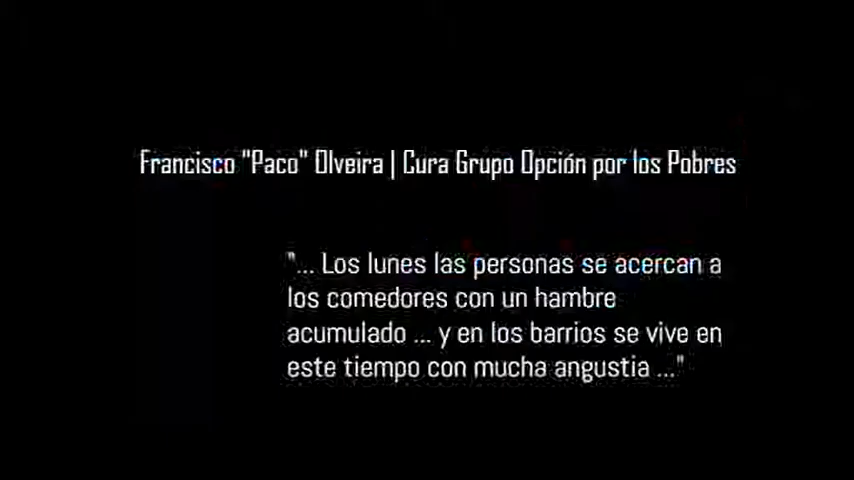 Francisco "Paco" Olveira | Cura Grupo Opción por los Pobres
"... Los lunes las personas se acercan a
los comedores con un hambre
acumulado ... y en los barrios se vive en
este tiempo con mucha angustia ..."